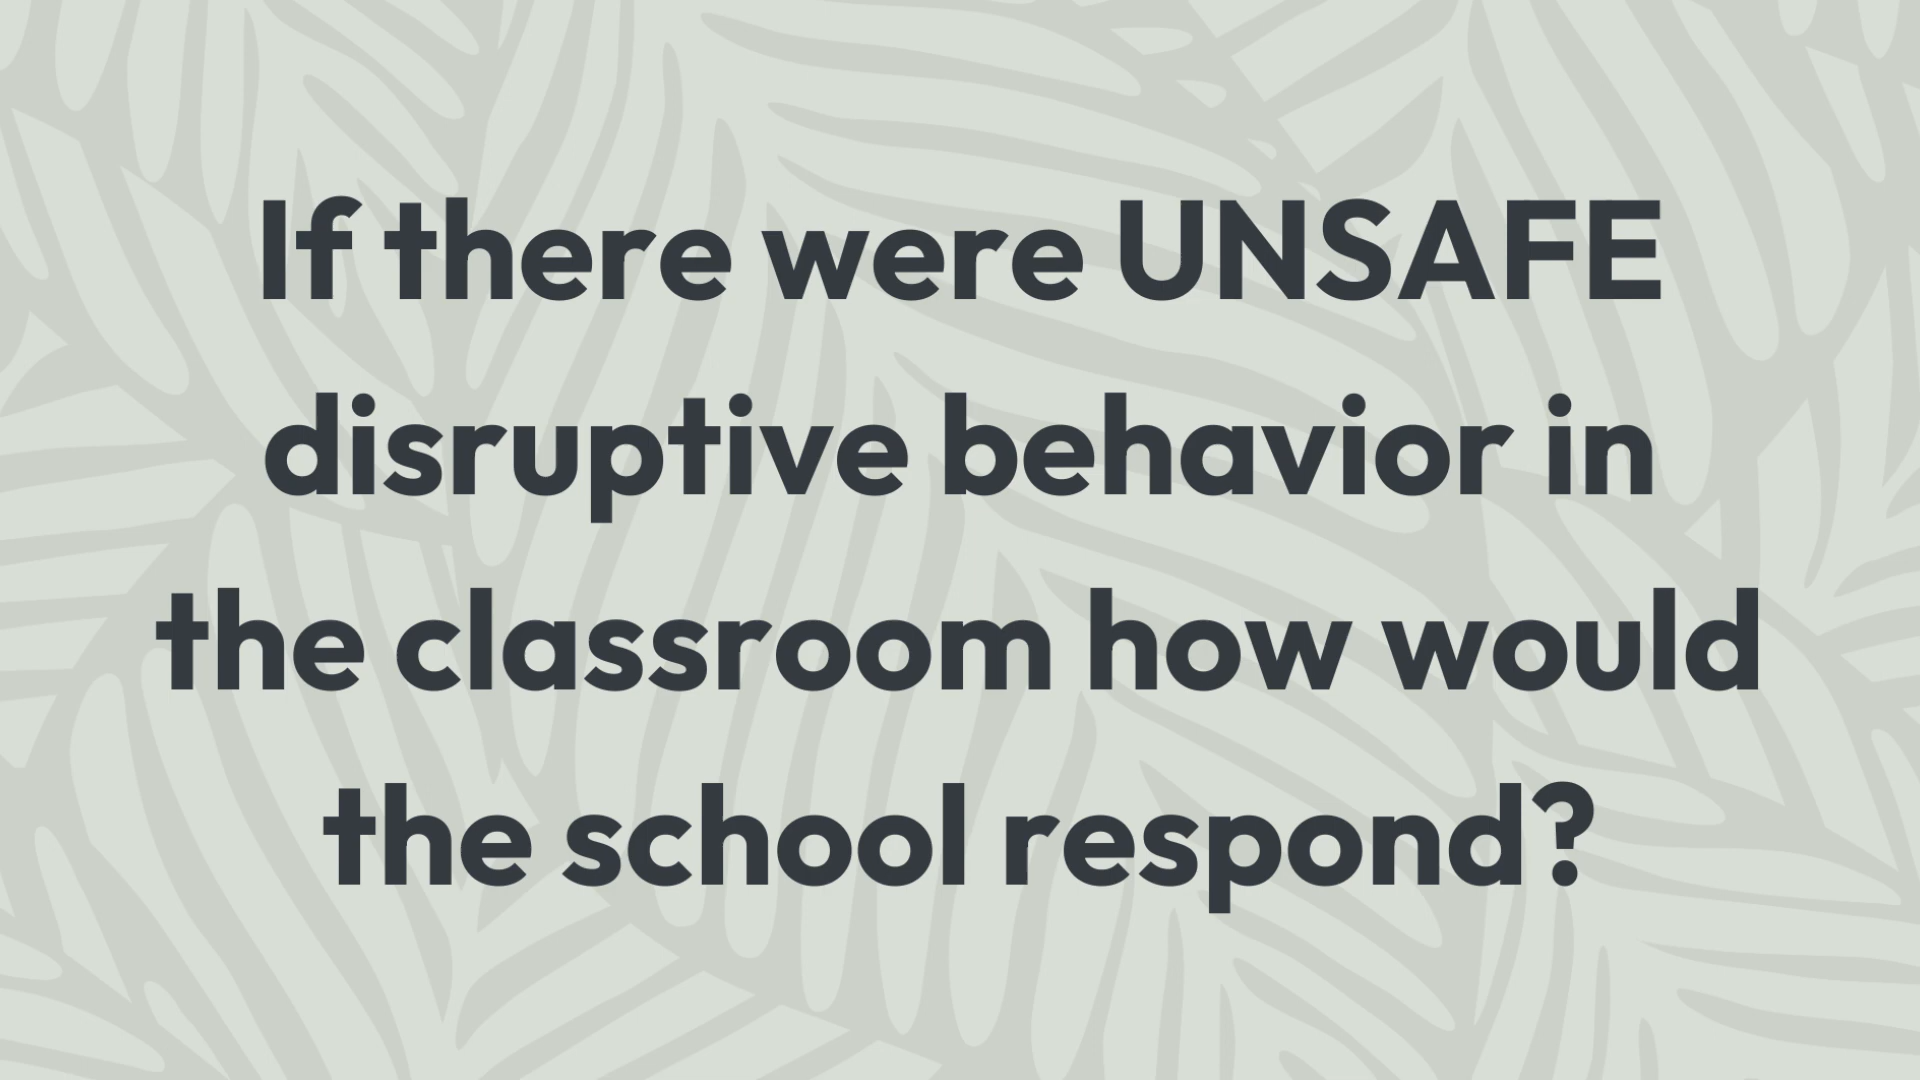 If there were UNSAFE
disruptive behavior in
the classroom how would
the school respond?